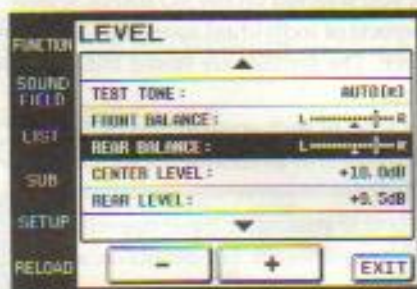 FUNCTION
LEVEL
SOUND FIELD
LIST
SUB
SETUP
RELOAD
TEST TONE: AUTO[m]
FRONT BALANCE: L R
REAR BALANCE: L R
CENTER LEVEL: +10.0dB
REAR LEVEL: +9.5dB
- +
EXIT